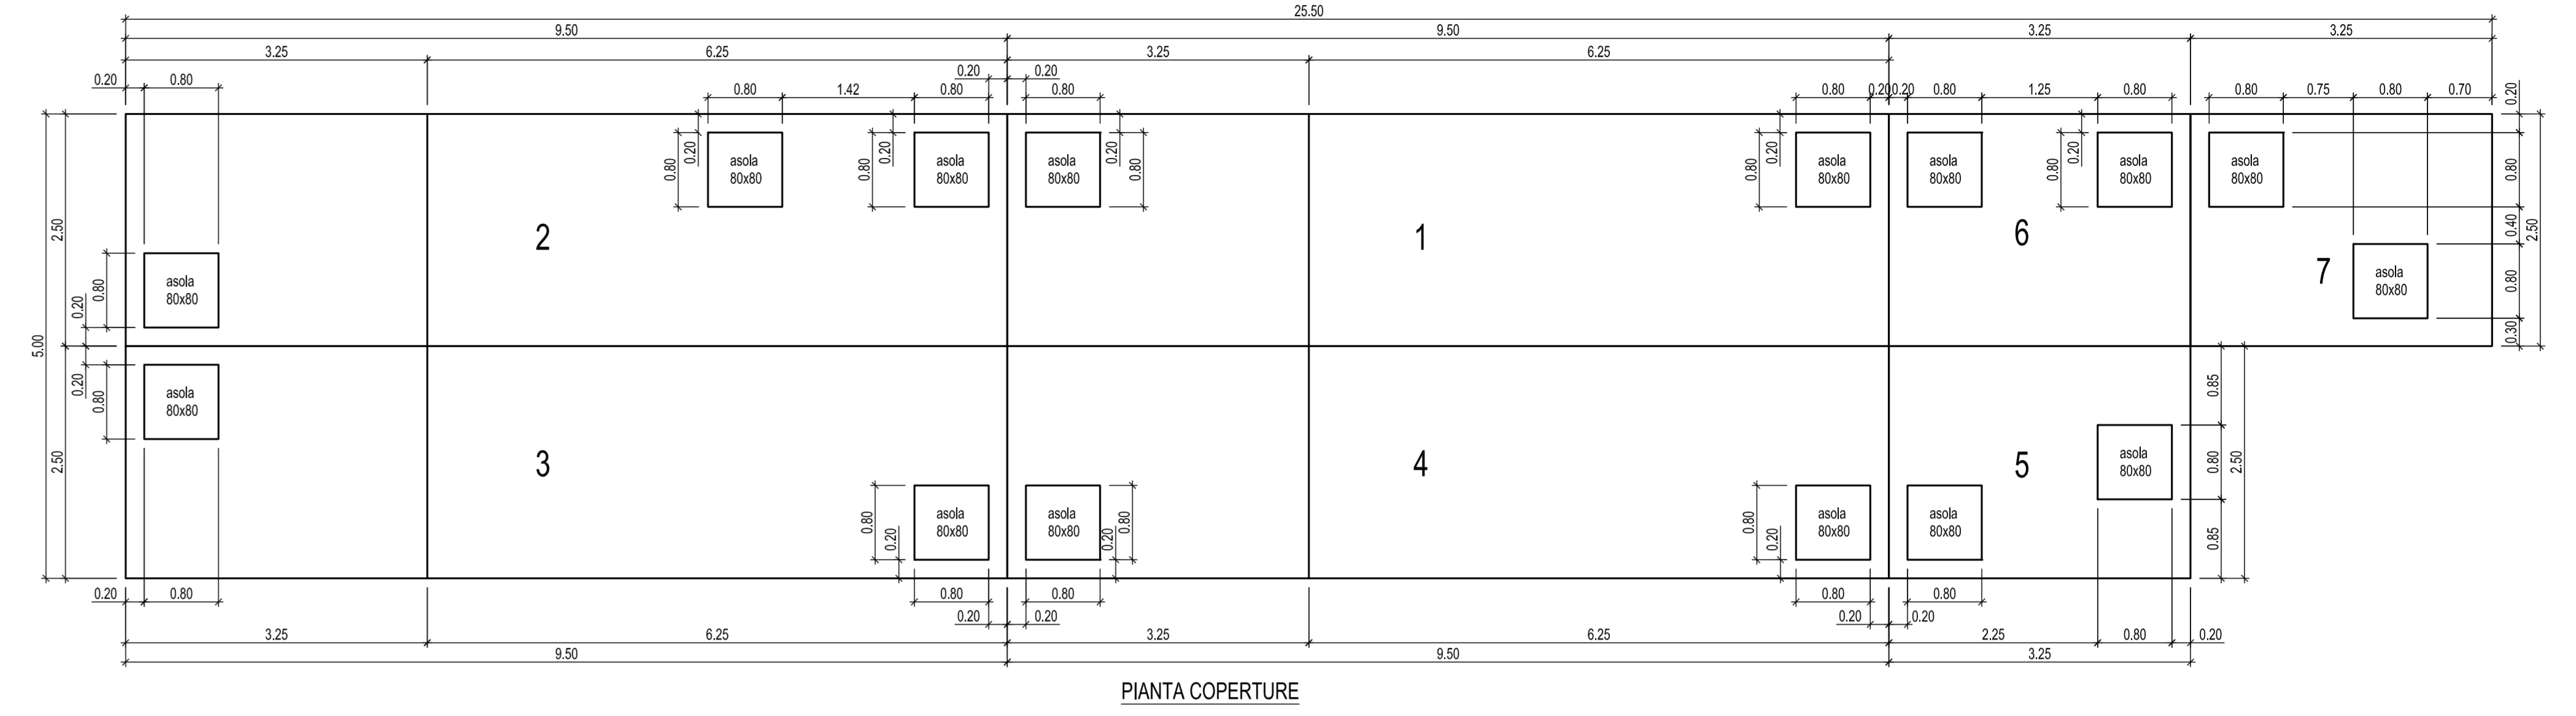 25.50
9.50 9.50 3.25 3.25
3.25 6.25 3.25 6.25
0.20 0.20
0.20 0.80 0.80 1.42 0.80 0.80 0.80 0.20 0.20 0.80 1.25 0.80 0.80 0.75 0.80 0.70
0.20
0.80 0.20 0.80 0.20 0.20 0.80 0.80 0.20 0.80 0.20 0.80
asola asola asola asola asola asola asola
80x80 80x80 80x80 80x80 80x80 80x80 80x80
2.50 2 1 6 0.40 2.50
asola 7 asola
80x80 80x80
0.20 0.80 0.80
5.00 0.30
0.20 0.80 0.85
asola
80x80
2.50 3 4 5 asola 0.80 2.50
80x80
0.80 0.20 0.20 0.80 0.80 0.20
asola asola asola asola
80x80 80x80 80x80 80x80
0.85
0.20 0.80 0.80 0.80 0.80 0.80
0.20 0.20 0.20 0.20
3.25 6.25 3.25 6.25 2.25 0.80 0.20
9.50 9.50 3.25
PIANTA COPERTURE